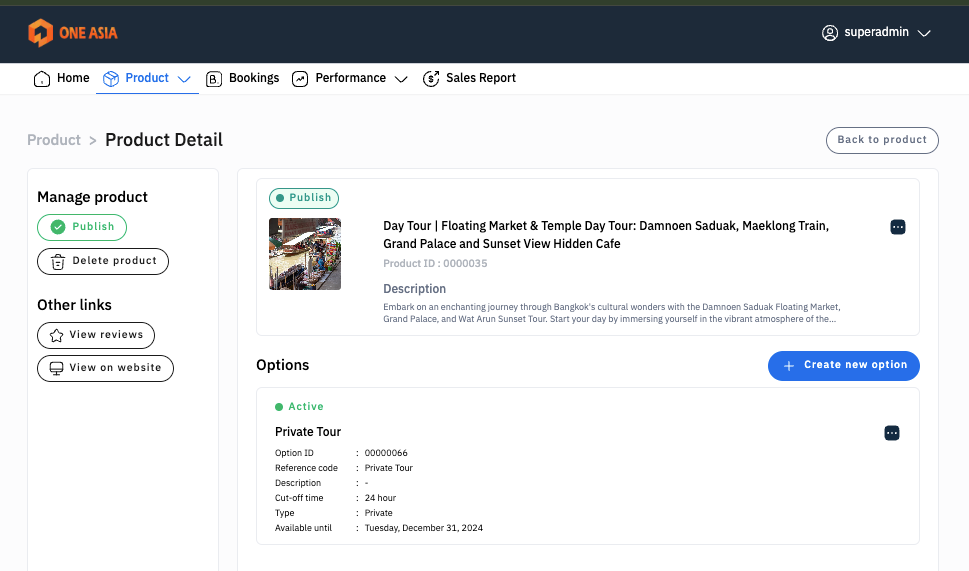 ONE ASIA
superadmin
Home
Product
Bookings
Performance
Sales Report
Product > Product Detail
Back to product
Manage product
Publish
Delete product
Other links
View reviews
View on website
Publish
Day Tour | Floating Market & Temple Day Tour: Damnoen Saduak, Maeklong Train,
Grand Palace and Sunset View Hidden Cafe
Product ID : 0000035
Description
Embark on an enchanting journey through Bangkok's cultural wonders with the Damnoen Saduak Floating Market,
Grand Palace, and Wat Arun Sunset Tour. Start your day by immersing yourself in the vibrant atmosphere of the...
Options
Create new option
Active
Private Tour
Option ID : 00000066
Reference code : Private Tour
Description : -
Cut-off time : 24 hour
Type : Private
Available until : Tuesday, December 31, 2024